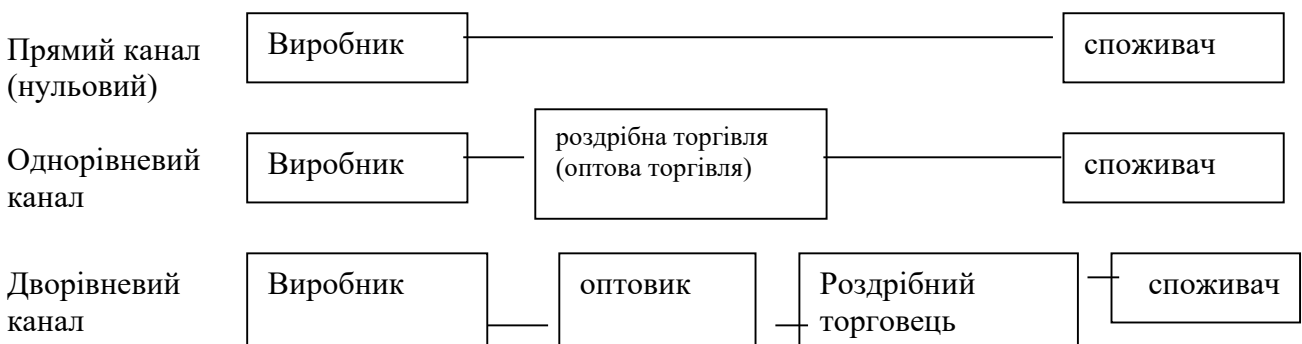 Прямий канал
(нульовий)
Виробник
споживач
Однорівневий
канал
Виробник
роздрібна торгівля
(оптова торгівля)
споживач
Дворівневий
канал
Виробник
оптовик
Роздрібний
торговець
споживач